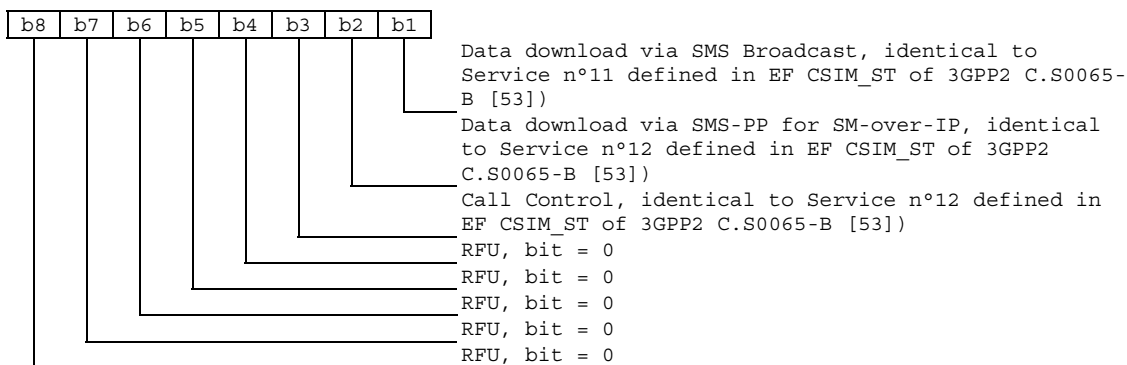 b8 b7 b6 b5 b4 b3 b2 b1
Data download via SMS Broadcast, identical to
Service n°11 defined in EF CSIM_ST of 3GPP2 C.S0065-
B [53])
Data download via SMS-PP for SM-over-IP, identical
to Service n°12 defined in EF CSIM_ST of 3GPP2
C.S0065-B [53])
Call Control, identical to Service n°12 defined in
EF CSIM_ST of 3GPP2 C.S0065-B [53])
RFU, bit = 0
RFU, bit = 0
RFU, bit = 0
RFU, bit = 0
RFU, bit = 0